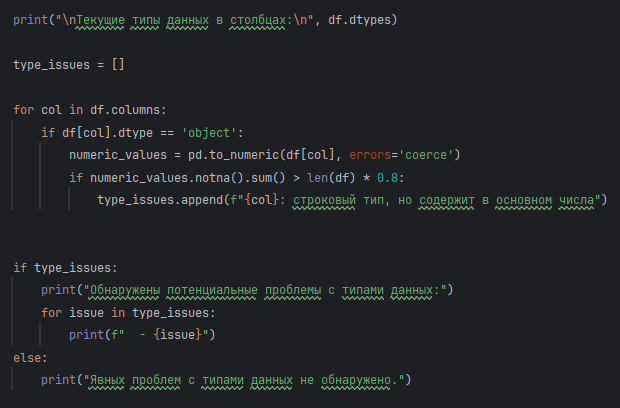 print("\nТекущие типы данных в столбцах:\n", df.dtypes)
type_issues = []
for col in df.columns:
    if df[col].dtype == 'object':
        numeric_values = pd.to_numeric(df[col], errors='coerce')
        if numeric_values.notna().sum() > len(df) * 0.8:
            type_issues.append(f"{col}: строковый тип, но содержит в основном числа")
if type_issues:
    print("Обнаружены потенциальные проблемы с типами данных:")
    for issue in type_issues:
        print(f"  - {issue}")
else:
    print("Явных проблем с типами данных не обнаружено.")